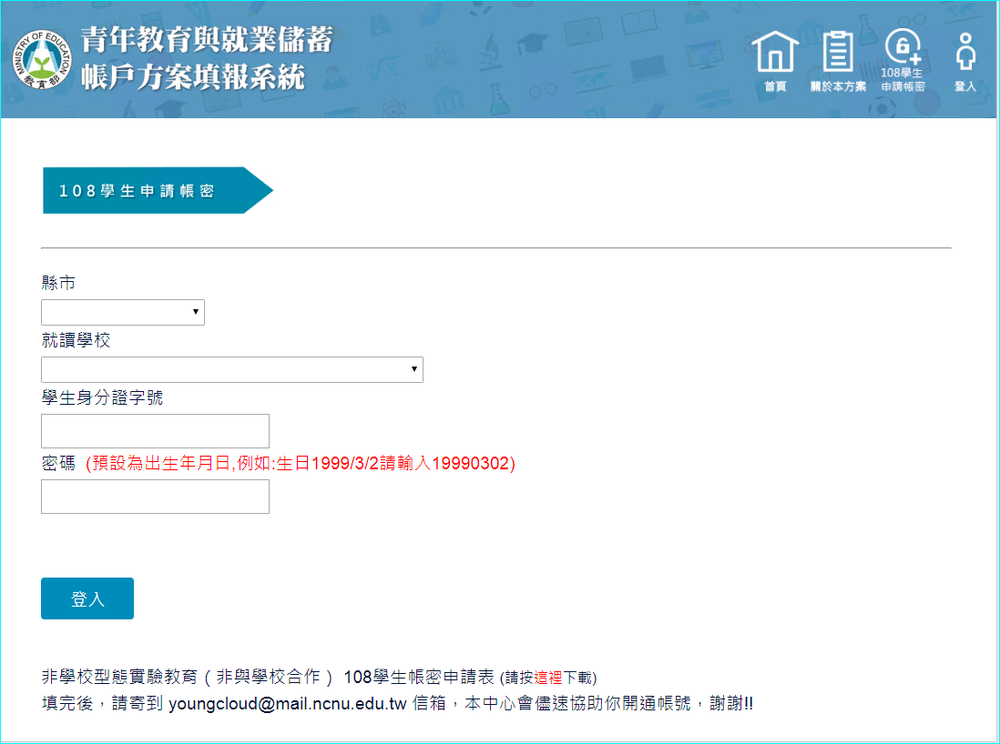 MINISTRY OF EDUCATION
教育部
青年教育與就業儲蓄
帳戶方案填報系統
首頁
關於本方案
108學生
申請帳密
登入
108學生申請帳密
縣市
就讀學校
學生身分證字號
密碼 (預設為出生年月日,例如:生日1999/3/2請輸入19990302)
登入
非學校型態實驗教育（非與學校合作） 108學生帳密申請表 (請按這裡下載)
填完後，請寄到 youngcloud@mail.ncnu.edu.tw 信箱，本中心會儘速協助你開通帳號，謝謝!!